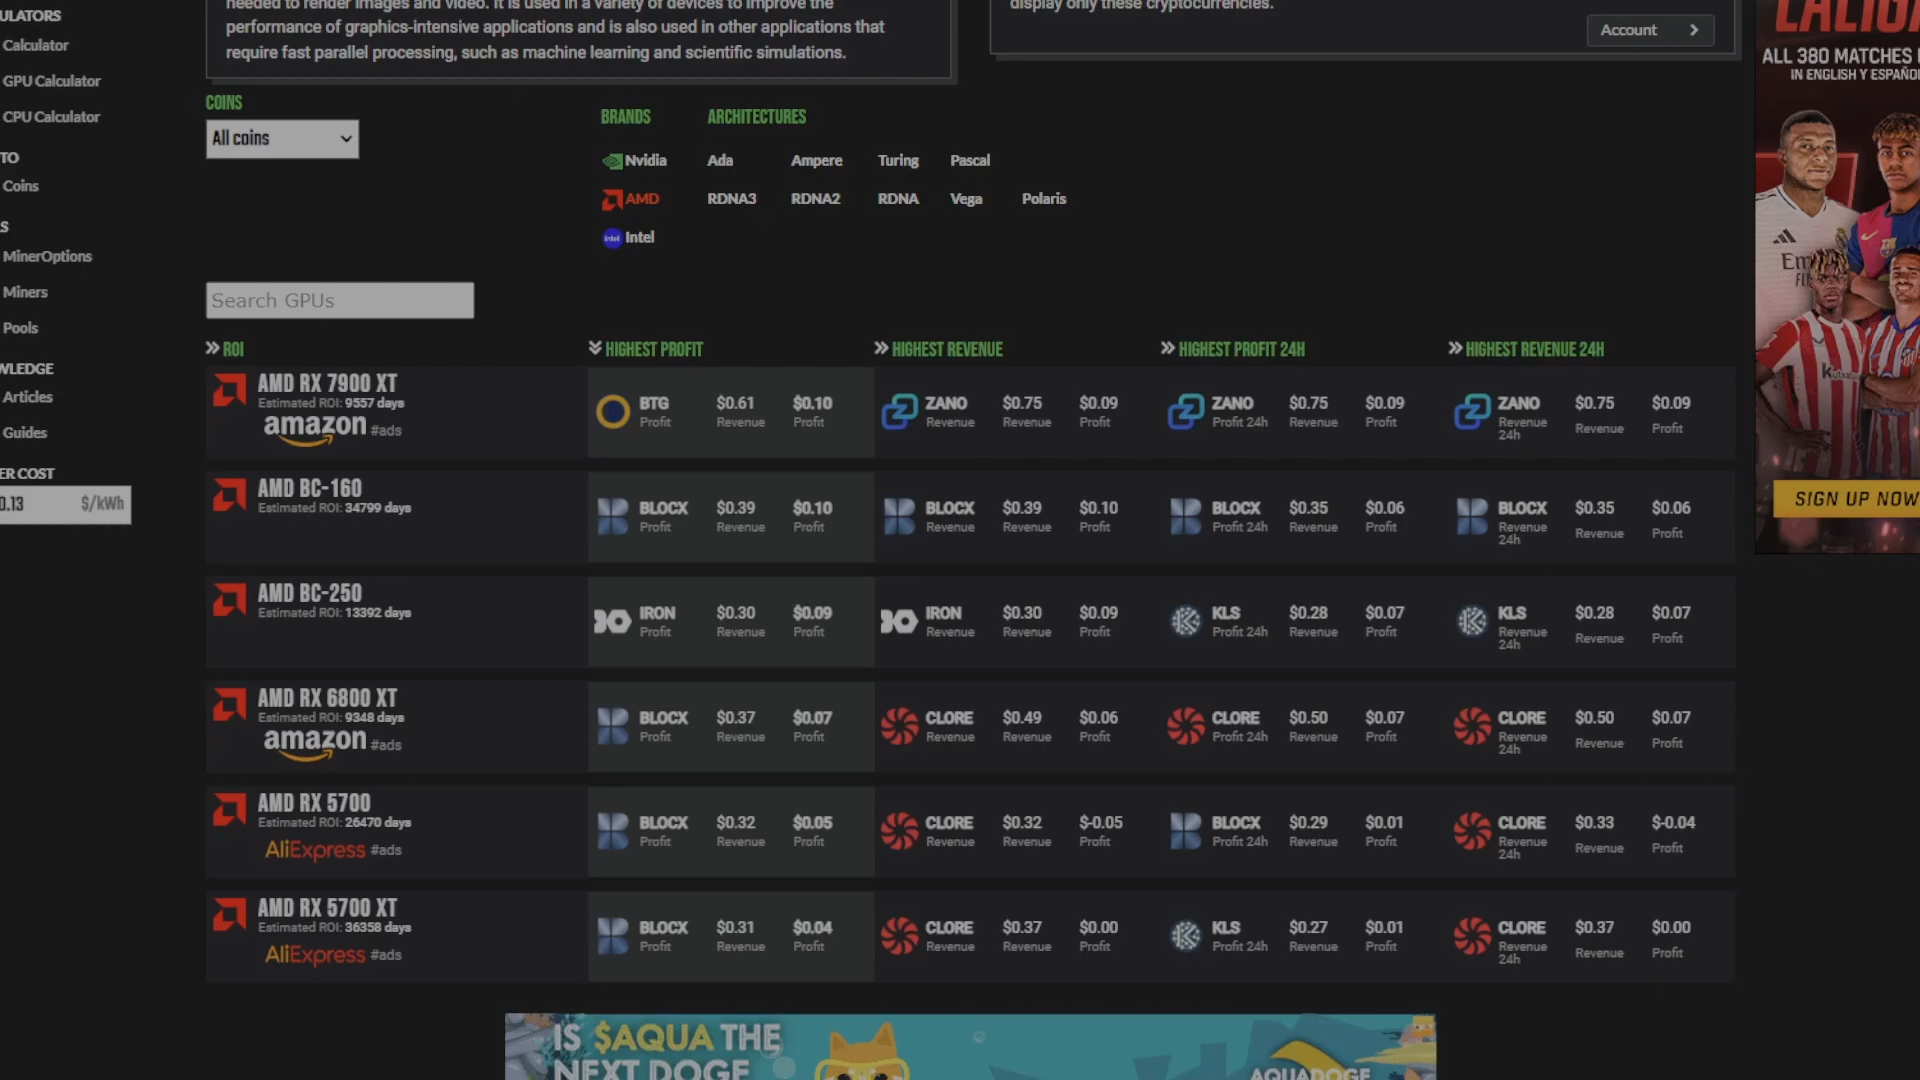 needed to render images and video. It is used in a variety of devices to improve the
performance of graphics-intensive applications and is also used in other applications that
require fast parallel processing, such as machine learning and scientific simulations.
display only these cryptocurrencies.
Account
ULATORS
Calculator
GPU Calculator
CPU Calculator
TO
Coins
S
MinerOptions
Miners
Pools
WLEDGE
Articles
Guides
ER COST
0.13 $/kWh
COINS
All coins
BRANDS ARCHITECTURES
Nvidia Ada Ampere Turing Pascal
AMD RDNA3 RDNA2 RDNA Vega Polaris
intel Intel
Search GPUs
ROI HIGHEST PROFIT HIGHEST REVENUE HIGHEST PROFIT 24H HIGHEST REVENUE 24H
AMD RX 7900 XT
Estimated ROI: 9557 days
amazon #ads
BTG $0.61 $0.10 ZANO $0.75 $0.09 ZANO $0.75 $0.09 ZANO $0.75 $0.09
Profit Revenue Profit Revenue Revenue Profit Profit 24h Revenue Profit Revenue 24h Revenue Profit
AMD BC-160
Estimated ROI: 34799 days
BLOCX $0.39 $0.10 BLOCX $0.39 $0.10 BLOCX $0.35 $0.06 BLOCX $0.35 $0.06
Profit Revenue Profit Revenue Revenue Profit Profit 24h Revenue Profit Revenue 24h Revenue Profit
AMD BC-250
Estimated ROI: 13392 days
IRON $0.30 $0.09 IRON $0.30 $0.09 KLS $0.28 $0.07 KLS $0.28 $0.07
Profit Revenue Profit Revenue Revenue Profit Profit 24h Revenue Profit Revenue 24h Revenue Profit
AMD RX 6800 XT
Estimated ROI: 9348 days
amazon #ads
BLOCX $0.37 $0.07 CLORE $0.49 $0.06 CLORE $0.50 $0.07 CLORE $0.50 $0.07
Profit Revenue Profit Revenue Revenue Profit Profit 24h Revenue Profit Revenue 24h Revenue Profit
AMD RX 5700
Estimated ROI: 26470 days
AliExpress #ads
BLOCX $0.32 $0.05 CLORE $0.32 $-0.05 BLOCX $0.29 $0.01 CLORE $0.33 $-0.04
Profit Revenue Profit Revenue Revenue Profit Profit 24h Revenue Profit Revenue 24h Revenue Profit
AMD RX 5700 XT
Estimated ROI: 36358 days
AliExpress #ads
BLOCX $0.31 $0.04 CLORE $0.37 $0.00 KLS $0.27 $0.01 CLORE $0.37 $0.00
Profit Revenue Profit Revenue Revenue Profit Profit 24h Revenue Profit Revenue 24h Revenue Profit
LALIGA
ALL 380 MATCHES
IN ENGLISH Y ESPAÑO
SIGN UP NOW
IS $AQUA THE
NEXT DOGE
AQUADOGE